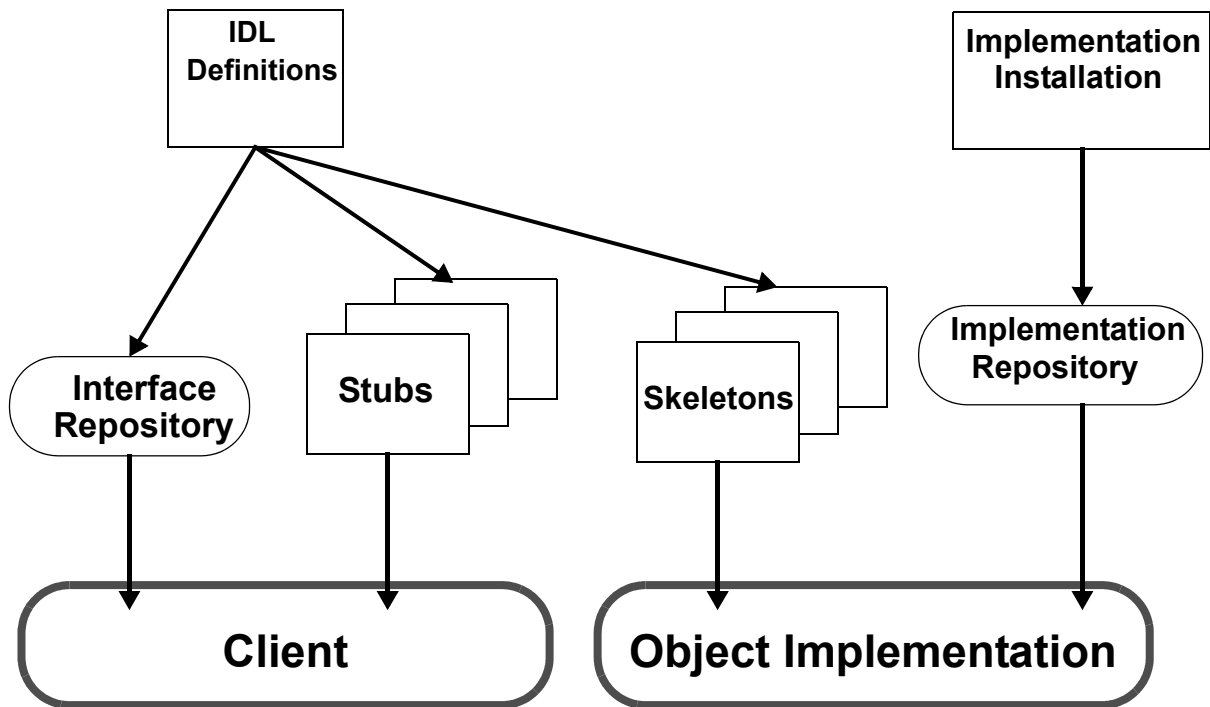 IDL
Definitions
Implementation
Installation
Interface
Repository
Stubs
Skeletons
Implementation
Repository
Client
Object Implementation